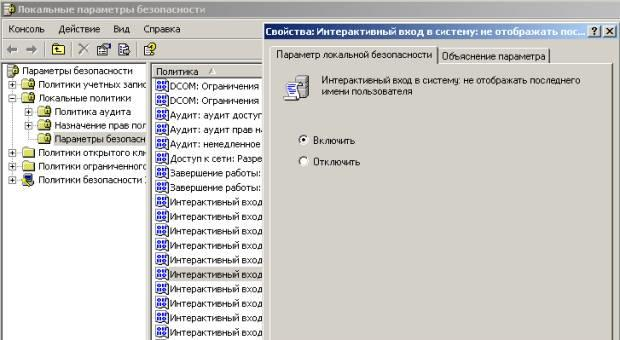 Локальные параметры безопасности
Консоль Действие Вид Справка
Параметры безопасности
Политики учетных запис
Локальные политики
Политика аудита
Назначение прав пол
Параметры безопасн
Политики открытого клю
Политики ограниченного
Политики безопасности
Политика
DCOM: Ограничения
DCOM: Ограничения
Аудит: аудит доступ
Аудит: аудит прав на
Аудит: немедленное
Доступ к сети: Разре
Завершение работы:
Завершение работы:
Интерактивный вход
Интерактивный вход
Интерактивный вход
Интерактивный вход
Интерактивный вход
Интерактивный вход
Интерактивный вход
Интерактивный вход
Интерактивный вход
Интерактивный вход
Свойства: Интерактивный вход в систему: не отображать пос...
Параметр локальной безопасности Объяснение параметра
Интерактивный вход в систему: не отображать последнего
имени пользователя
Включить
Отключить